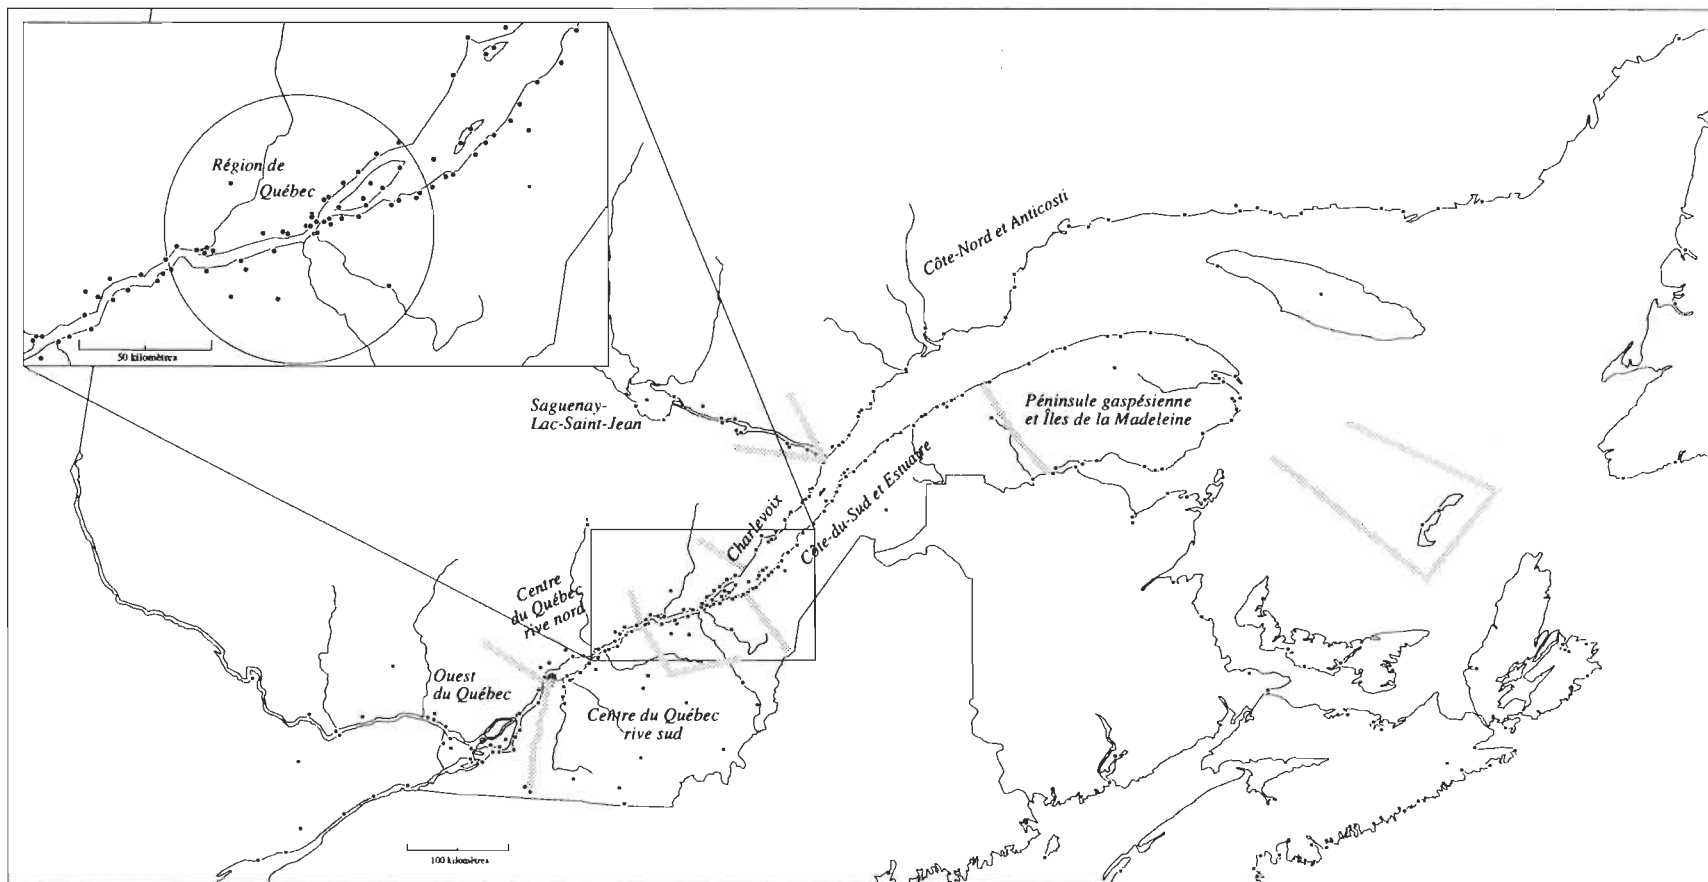 Région de
Québec
50 kilomètres
Côte-Nord et Anticosti
Saguenay-
Lac-Saint-Jean
Péninsule gaspésienne
et Îles de la Madeleine
Charlevoix
Côte-du-Sud et Estuaire
Centre
du Québec
rive nord
Ouest
du Québec
Centre du Québec
rive sud
100 kilomètres